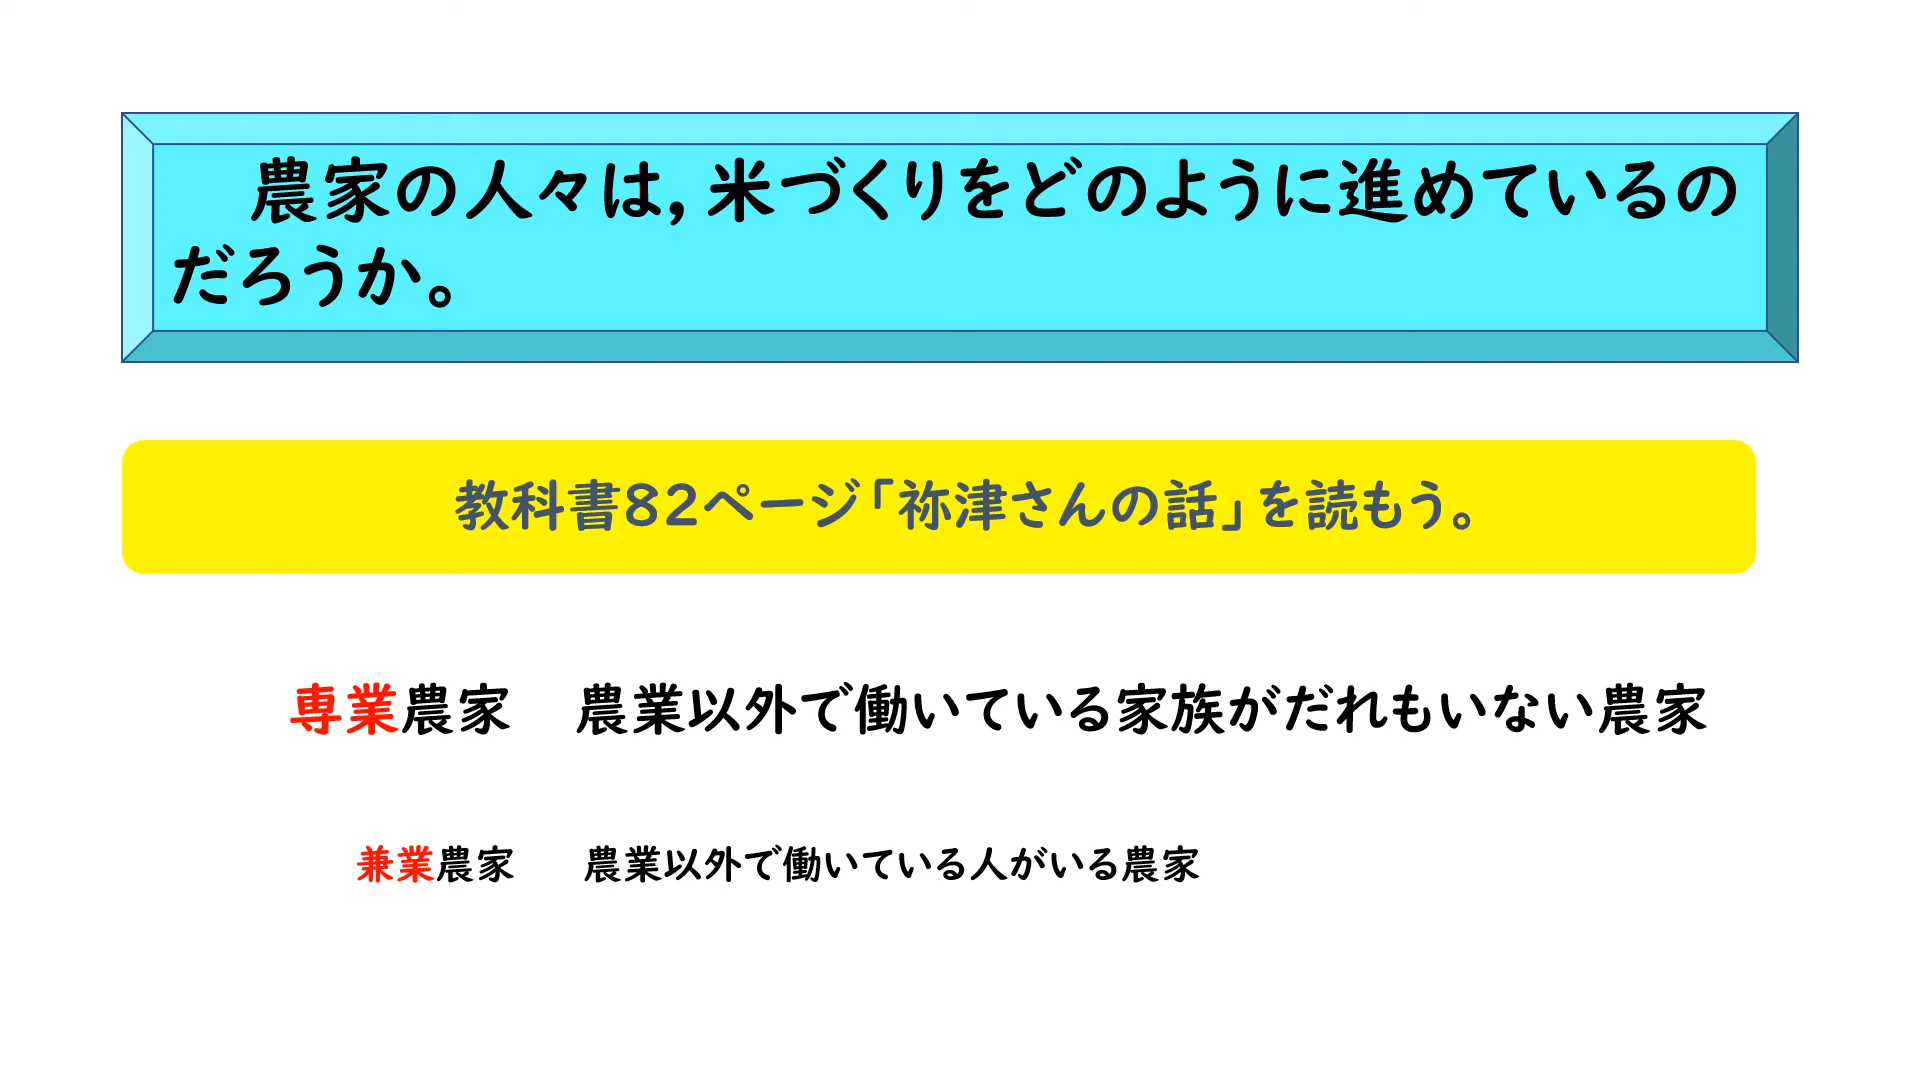 農家の人々は，米づくりをどのように進めているの
だろうか。
教科書82ページ「祢津さんの話」を読もう。
専業農家　農業以外で働いている家族がだれもいない農家
兼業農家　農業以外で働いている人がいる農家